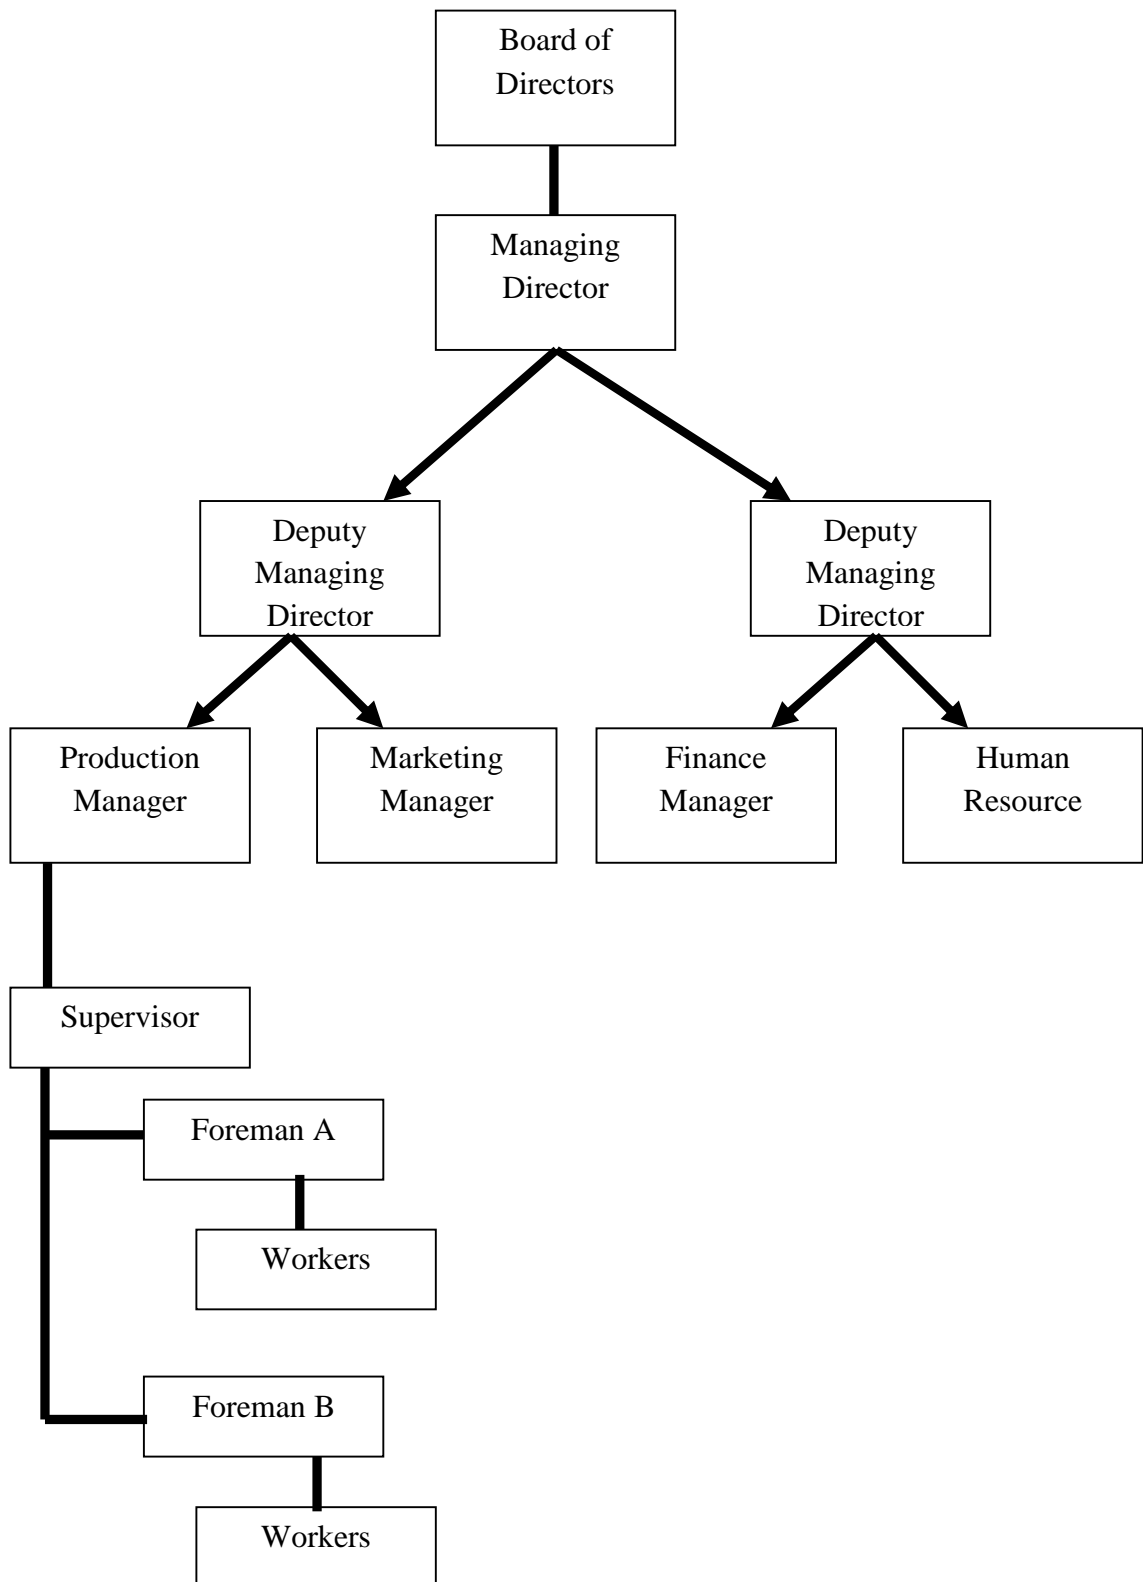 Board of
Directors
Managing
Director
Deputy
Managing
Director
Deputy
Managing
Director
Production
Manager
Marketing
Manager
Finance
Manager
Human
Resource
Supervisor
Foreman A
Workers
Foreman B
Workers